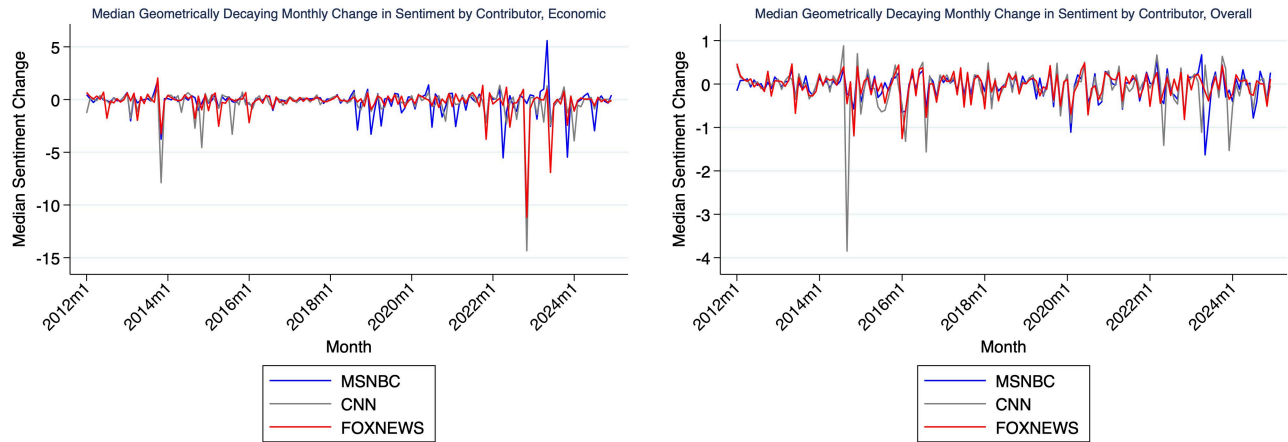 Median Geometrically Decaying Monthly Change in Sentiment by Contributor, Economic
Median Sentiment Change
5
0
-5
-10
-15
2012m1
2014m1
2016m1
2018m1
2020m1
2022m1
2024m1
Month
MSNBC
CNN
FOXNEWS
Median Geometrically Decaying Monthly Change in Sentiment by Contributor, Overall
Median Sentiment Change
1
0
-1
-2
-3
-4
2012m1
2014m1
2016m1
2018m1
2020m1
2022m1
2024m1
Month
MSNBC
CNN
FOXNEWS